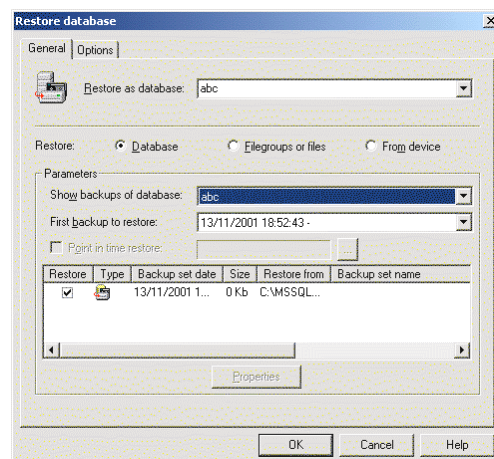 Restore database
General Options
Restore as database: abc
Restore: Database Filegroups or files From device
Parameters
Show backups of database: abc
First backup to restore: 13/11/2001 18:52:43 -
Point in time restore: ...
Restore Type Backup set date Size Restore from Backup set name
13/11/2001 1... 0 Kb C:\MSSQL...
Properties
OK Cancel Help